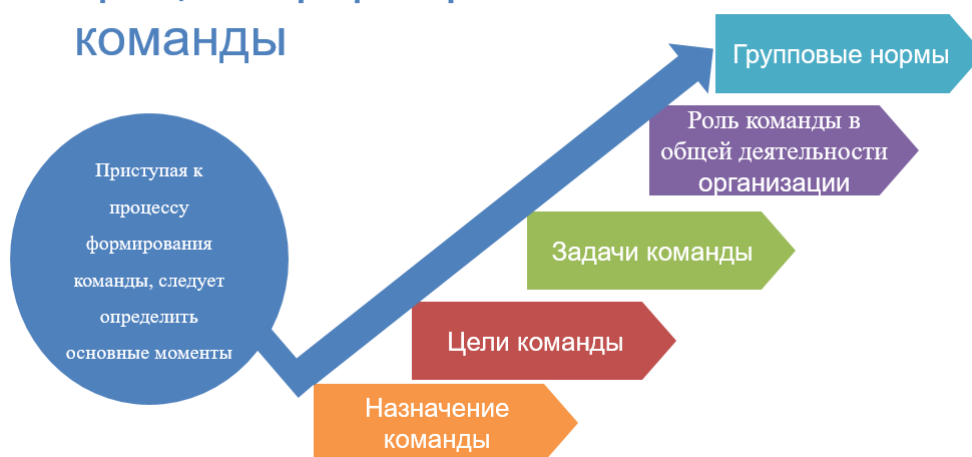 команды
Приступая к
процессу
формирования
команды, следует
определить
основные моменты
Групповые нормы
Роль команды в
общей деятельности
организации
Задачи команды
Цели команды
Назначение
команды